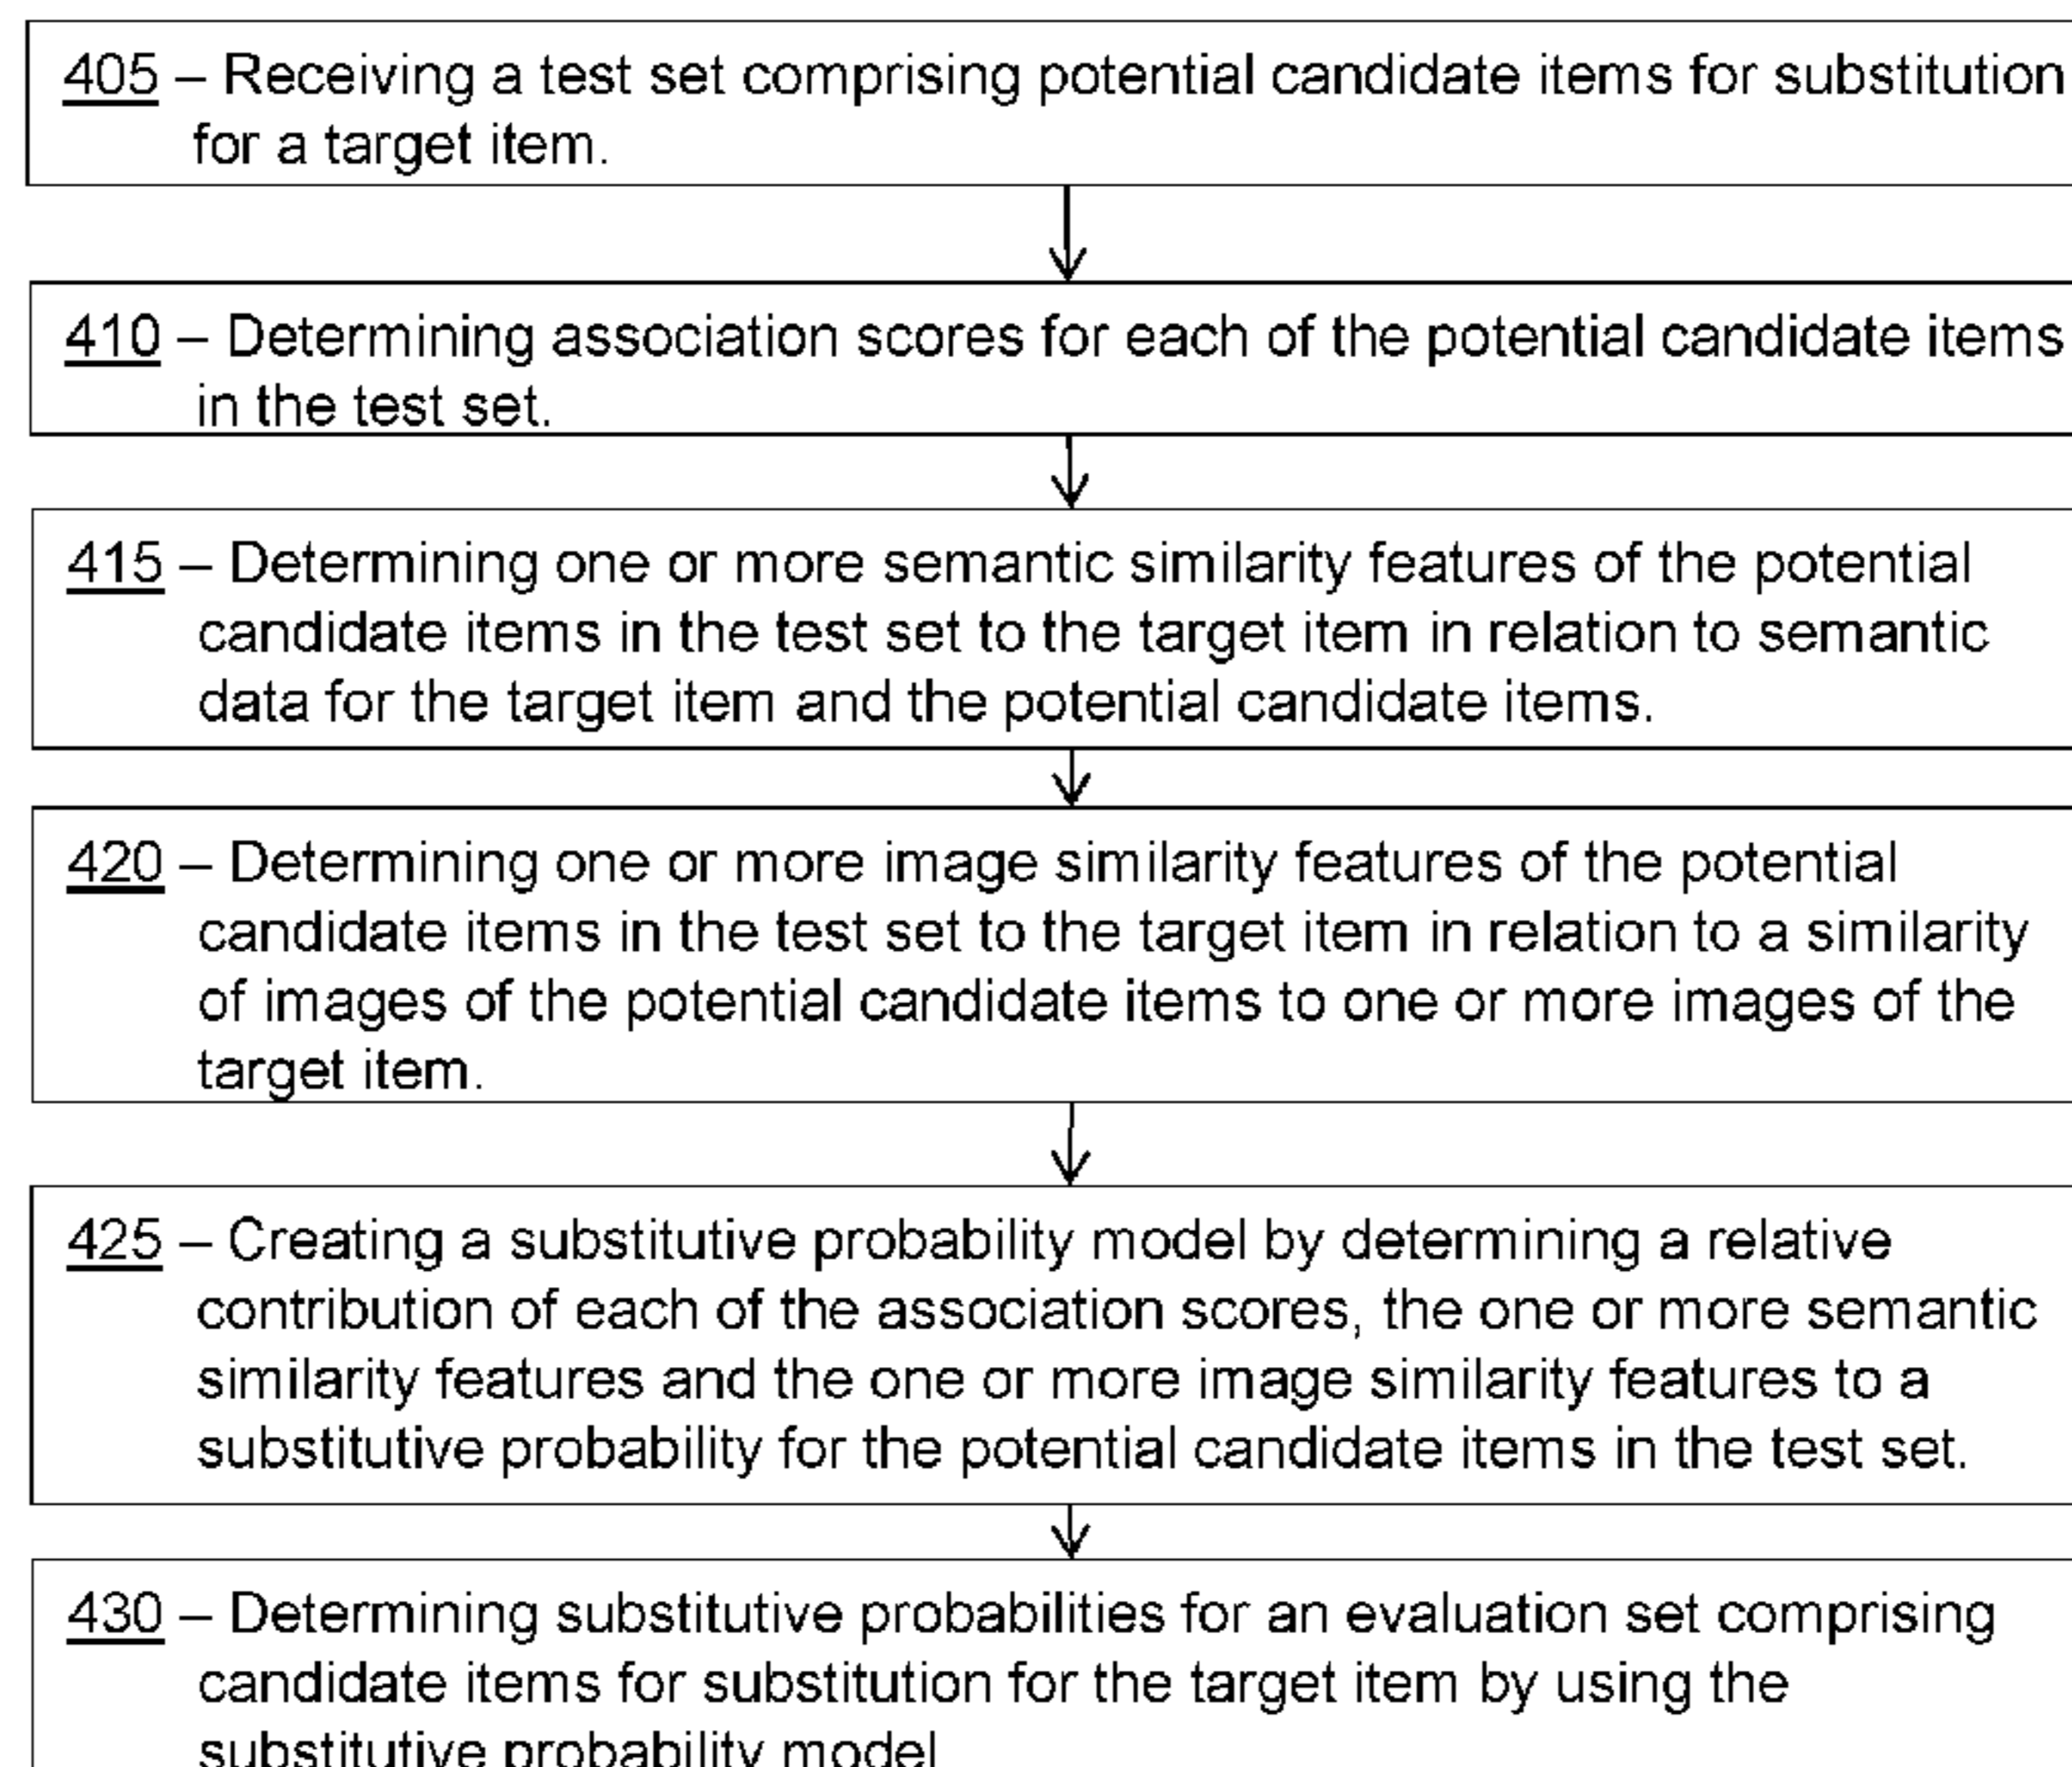 405 – Receiving a test set comprising potential candidate items for substitution
for a target item.
410 – Determining association scores for each of the potential candidate items
in the test set.
415 – Determining one or more semantic similarity features of the potential
candidate items in the test set to the target item in relation to semantic
data for the target item and the potential candidate items.
420 – Determining one or more image similarity features of the potential
candidate items in the test set to the target item in relation to a similarity
of images of the potential candidate items to one or more images of the
target item.
425 – Creating a substitutive probability model by determining a relative
contribution of each of the association scores, the one or more semantic
similarity features and the one or more image similarity features to a
substitutive probability for the potential candidate items in the test set.
430 – Determining substitutive probabilities for an evaluation set comprising
candidate items for substitution for the target item by using the
substitutive probability model